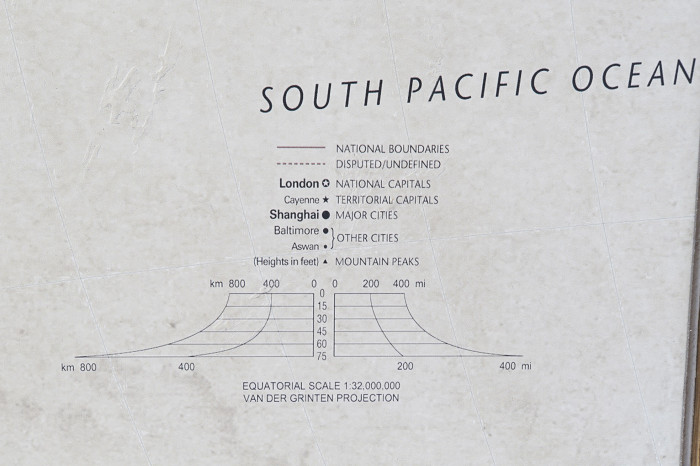 SOUTH PACIFIC OCEAN
NATIONAL BOUNDARIES
DISPUTED/UNDEFINED
London ✪ NATIONAL CAPITALS
Cayenne ★ TERRITORIAL CAPITALS
Shanghai ● MAJOR CITIES
Baltimore •
OTHER CITIES
Aswan •
(Heights in feet) ▲ MOUNTAIN PEAKS
km 800 400 0 0 200 400 mi
0
15
30
45
60
75
km 800 400 200 400 mi
EQUATORIAL SCALE 1:32,000.000
VAN DER GRINTEN PROJECTION